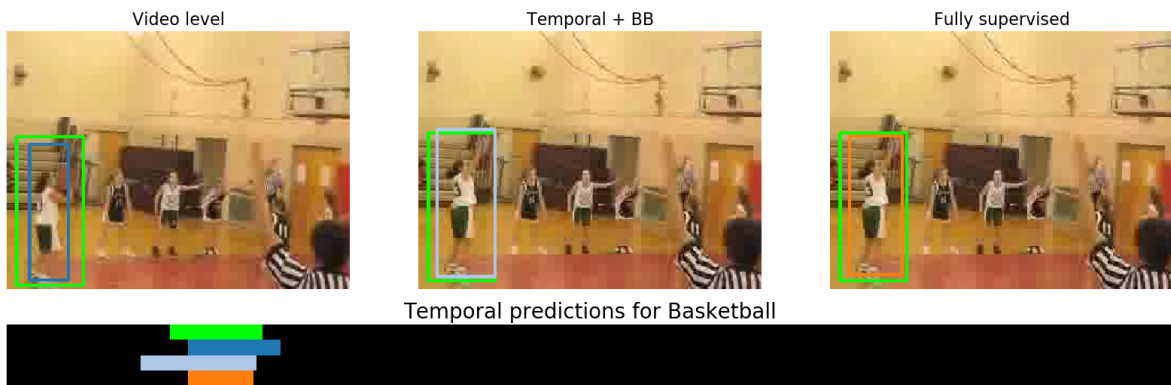 Video level
Temporal + BB
Fully supervised
Temporal predictions for Basketball